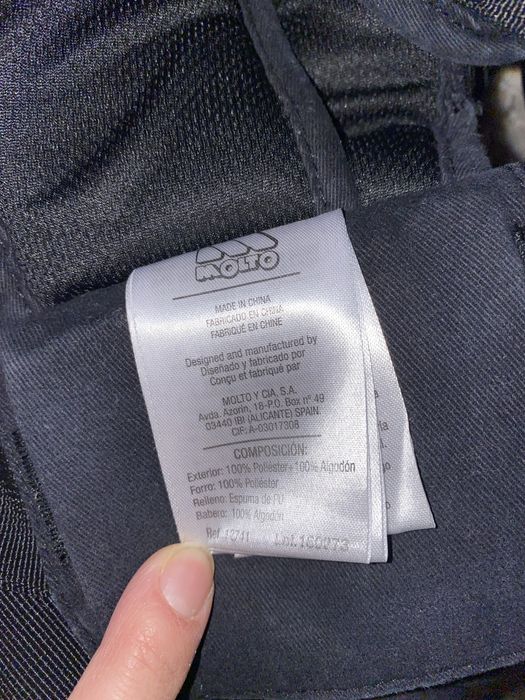 MOLTO
MADE IN CHINA
FABRICADO EN CHINA
FABRIQUÉ EN CHINE
Designed and manufactured by
Diseñado y fabricado por
Conçu et fabriqué par
MOLTO Y CIA, S.A.
Avda. Azorín, 18-P.O. Box nº 49
03440 IBI (ALICANTE) SPAIN.
CIF: A-03017308
COMPOSICIÓN:
Exterior: 100% Poliéster+100% Algodón
Forro: 100% Poliéster
Relleno: Espuma de PU
Babero: 100% Algodón
Ref. Lot.